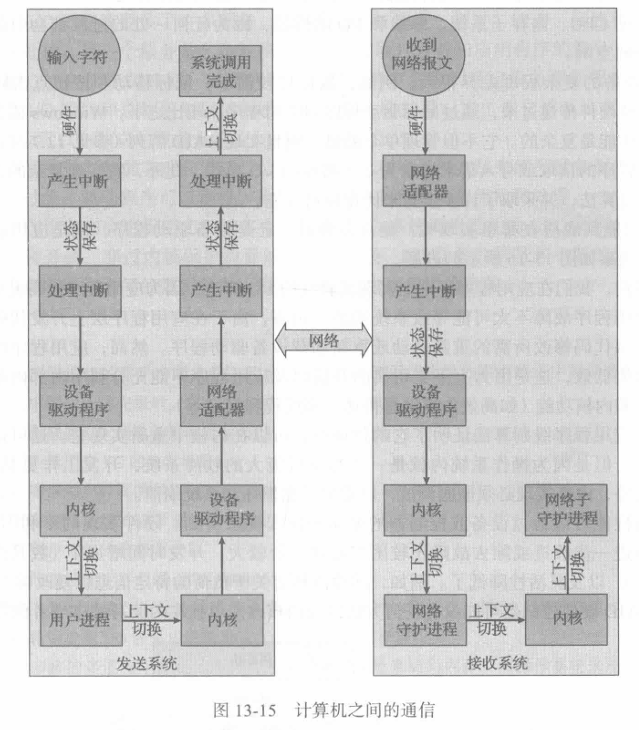 输入字符
硬件
产生中断
状态
保存
处理中断
设备
驱动程序
内核
上下文
切换
用户进程
上下文
切换
内核
设备
驱动程序
网络
适配器
产生中断
状态
保存
处理中断
上下文
切换
系统调用
完成
发送系统
网络
收到
网络报文
硬件
网络
适配器
产生中断
状态
保存
设备
驱动程序
内核
上下文
切换
网络
守护进程
上下文
切换
内核
上下文
切换
网络子
守护进程
接收系统
图 13-15 计算机之间的通信